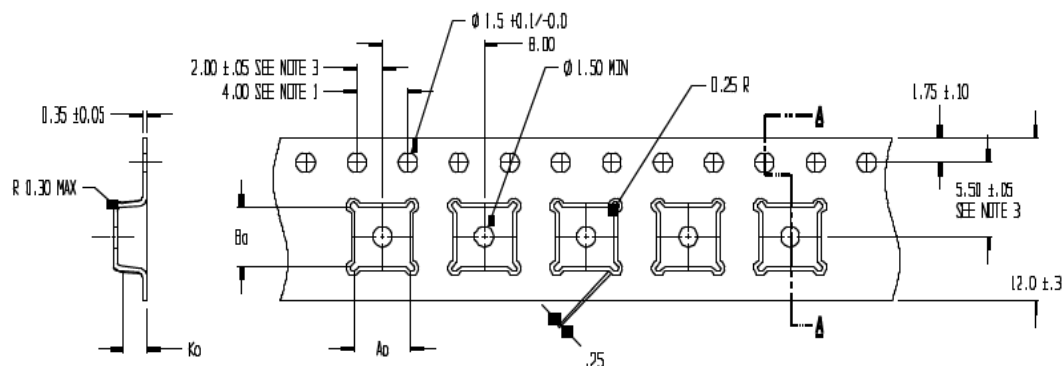 Ø 1.5 +0.1/-0.0
8.00
2.00 ±.05 SEE NOTE 3
Ø 1.50 MIN
4.00 SEE NOTE 1
0.25 R
0.35 ±0.05
1.75 ±.10
A
R 0.30 MAX
5.50 ±.05
SEE NOTE 3
Bo
12.0 ±.3
A
Ko
Ao
.25